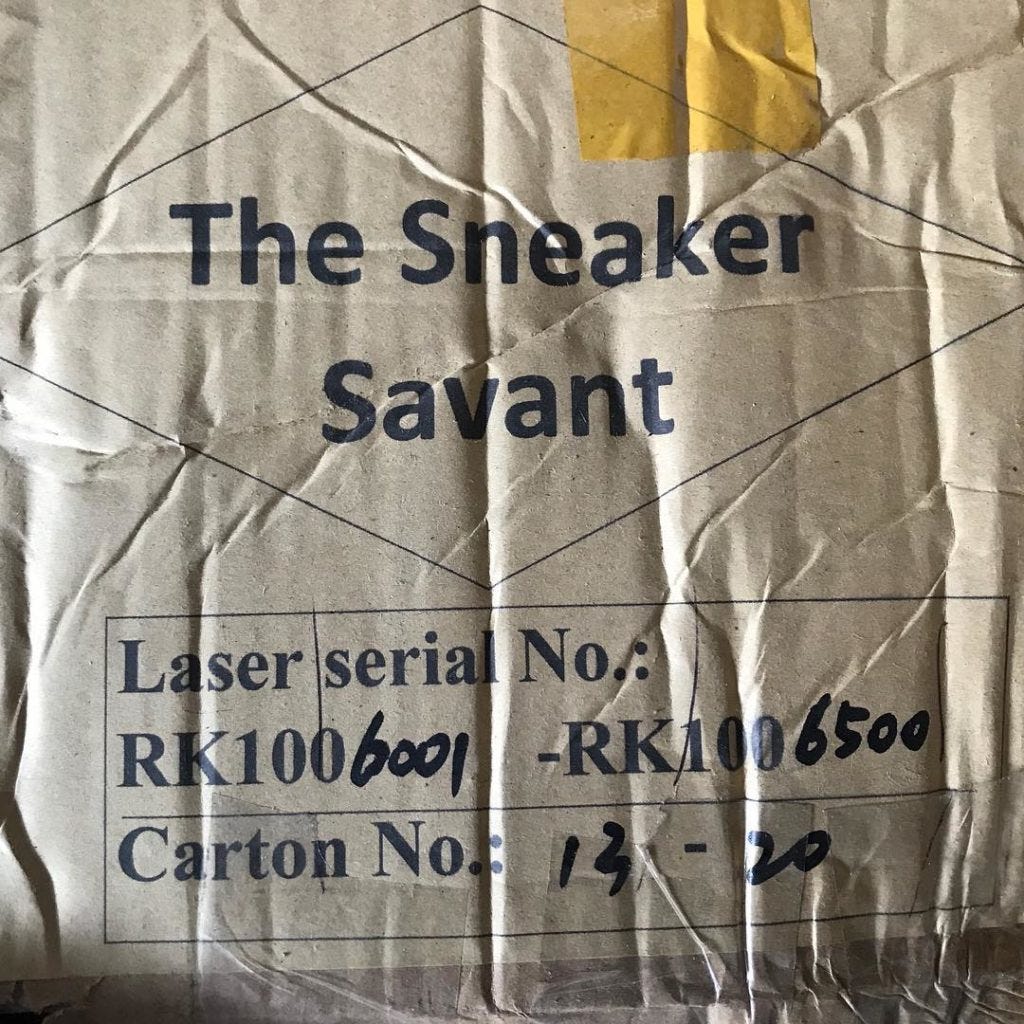 The Sneaker
Savant
Laser serial No.:
RK1006001 -RK1006500
Carton No.: 13 - 20